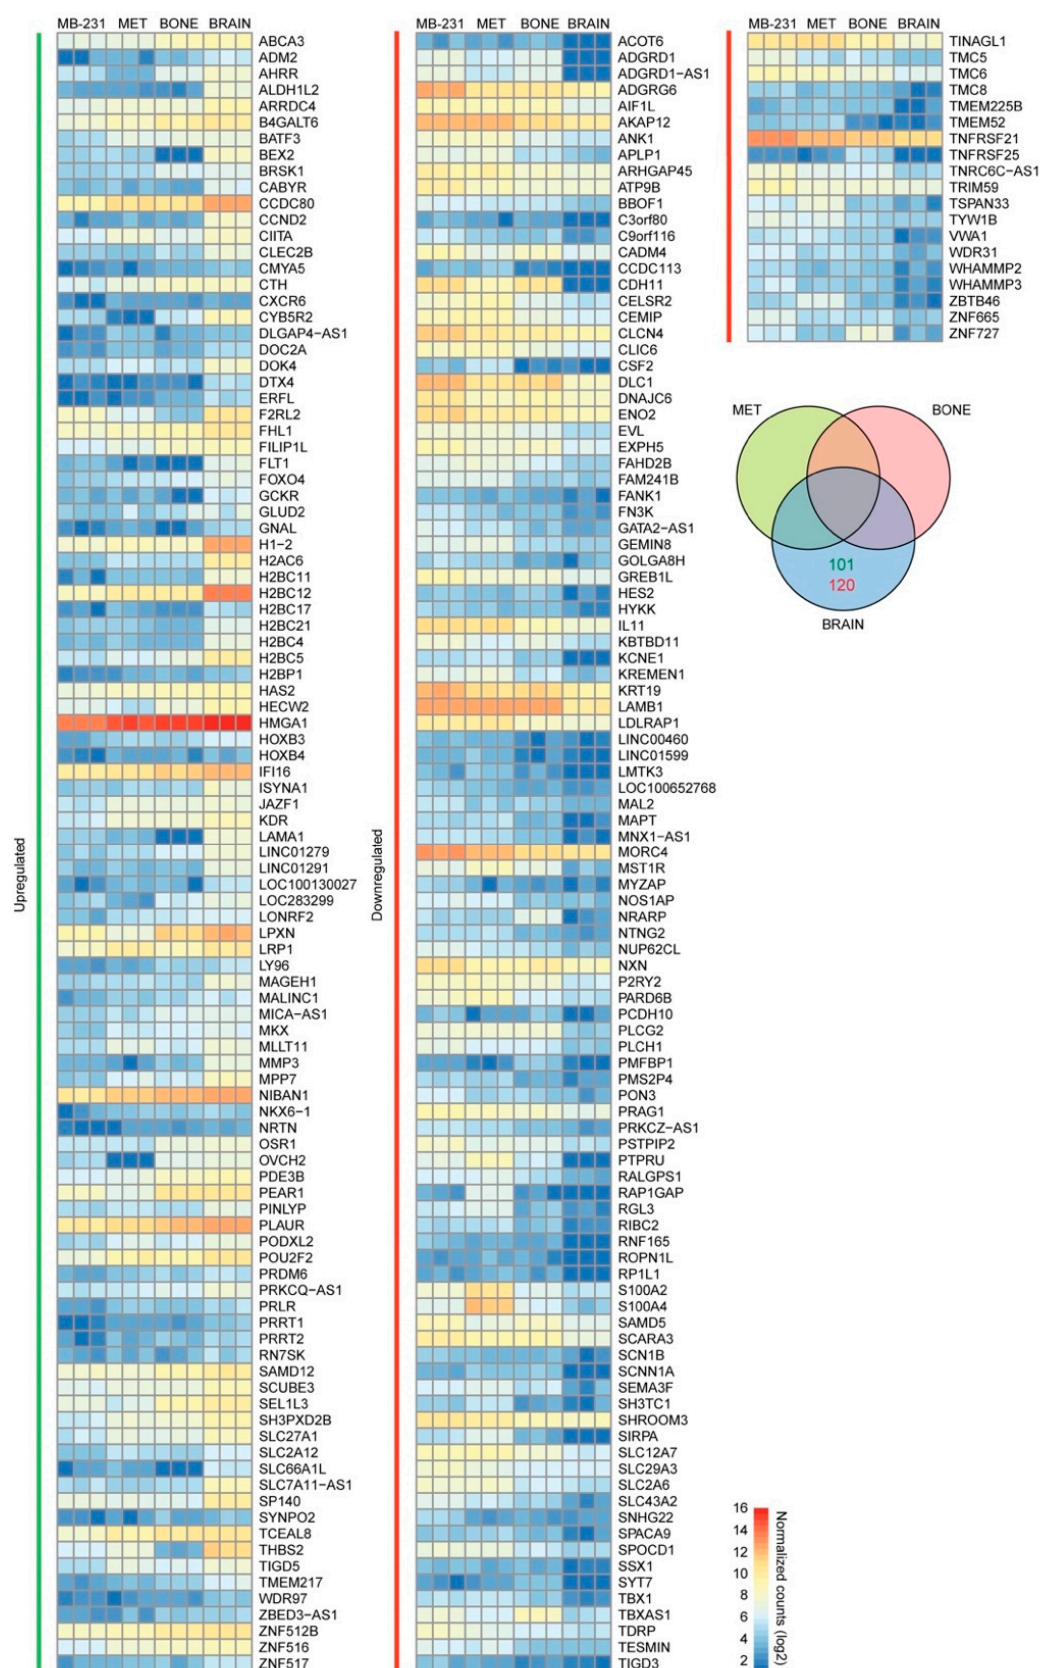 MB-231 MET BONE BRAIN
ABCA3
ADM2
AHRR
ALDH1L2
ARRDC4
B4GALT6
BATF3
BEX2
BRSK1
CABYR
CCDC80
CCND2
CIITA
CLEC2B
CMYA5
CTH
CXCR6
CYB5R2
DLGAP4−AS1
DOC2A
DOK4
DTX4
ERFL
F2RL2
FHL1
FILIP1L
FLT1
FOXO4
GCKR
GLUD2
GNAL
H1−2
H2AC6
H2BC11
H2BC12
H2BC17
H2BC21
H2BC4
H2BC5
H2BP1
HAS2
HECW2
HMGA1
HOXB3
HOXB4
IFI16
ISYNA1
JAZF1
KDR
LAMA1
LINC01279
LINC01291
LOC100130027
LOC283299
LONRF2
LPXN
LRP1
LY96
MAGEH1
MALINC1
MICA−AS1
MKX
MLLT11
MMP3
MPP7
NIBAN1
NKX6−1
NRTN
OSR1
OVCH2
PDE3B
PEAR1
PINLYP
PLAUR
PODXL2
POU2F2
PRDM6
PRKCQ−AS1
PRLR
PRRT1
PRRT2
RN7SK
SAMD12
SCUBE3
SEL1L3
SH3PXD2B
SLC27A1
SLC2A12
SLC66A1L
SLC7A11−AS1
SP140
SYNPO2
TCEAL8
THBS2
TIGD5
TMEM217
WDR97
ZBED3−AS1
ZNF512B
ZNF516
ZNF517
Upregulated
MB-231 MET BONE BRAIN
ACOT6
ADGRD1
ADGRD1−AS1
ADGRG6
AIF1L
AKAP12
ANK1
APLP1
ARHGAP45
ATP9B
BBOF1
C3orf80
C9orf116
CADM4
CCDC113
CDH11
CELSR2
CEMIP
CLCN4
CLIC6
CSF2
DLC1
DNAJC6
ENO2
EVL
EXPH5
FAHD2B
FAM241B
FANK1
FN3K
GATA2−AS1
GEMIN8
GOLGA8H
GREB1L
HES2
HYKK
IL11
KBTBD11
KCNE1
KREMEN1
KRT19
LAMB1
LDLRAP1
LINC00460
LINC01599
LMTK3
LOC100652768
MAL2
MAPT
MNX1−AS1
MORC4
MST1R
MYZAP
NOS1AP
NRARP
NTNG2
NUP62CL
NXN
P2RY2
PARD6B
PCDH10
PLCG2
PLCH1
PMFBP1
PMS2P4
PON3
PRAG1
PRKCZ−AS1
PSTPIP2
PTPRU
RALGPS1
RAP1GAP
RGL3
RIBC2
RNF165
ROPN1L
RP1L1
S100A2
S100A4
SAMD5
SCARA3
SCN1B
SCNN1A
SEMA3F
SH3TC1
SHROOM3
SIRPA
SLC12A7
SLC29A3
SLC2A6
SLC43A2
SNHG22
SPACA9
SPOCD1
SSX1
SYT7
TBX1
TBXAS1
TDRP
TESMIN
TIGD3
Downregulated
MB-231 MET BONE BRAIN
TINAGL1
TMC5
TMC6
TMC8
TMEM225B
TMEM52
TNFRSF21
TNFRSF25
TNRC6C−AS1
TRIM59
TSPAN33
TYW1B
VWA1
WDR31
WHAMMP2
WHAMMP3
ZBTB46
ZNF665
ZNF727
MET
BONE
101
120
BRAIN
16
14
12
10
8
6
4
2
Normalized counts (log2)